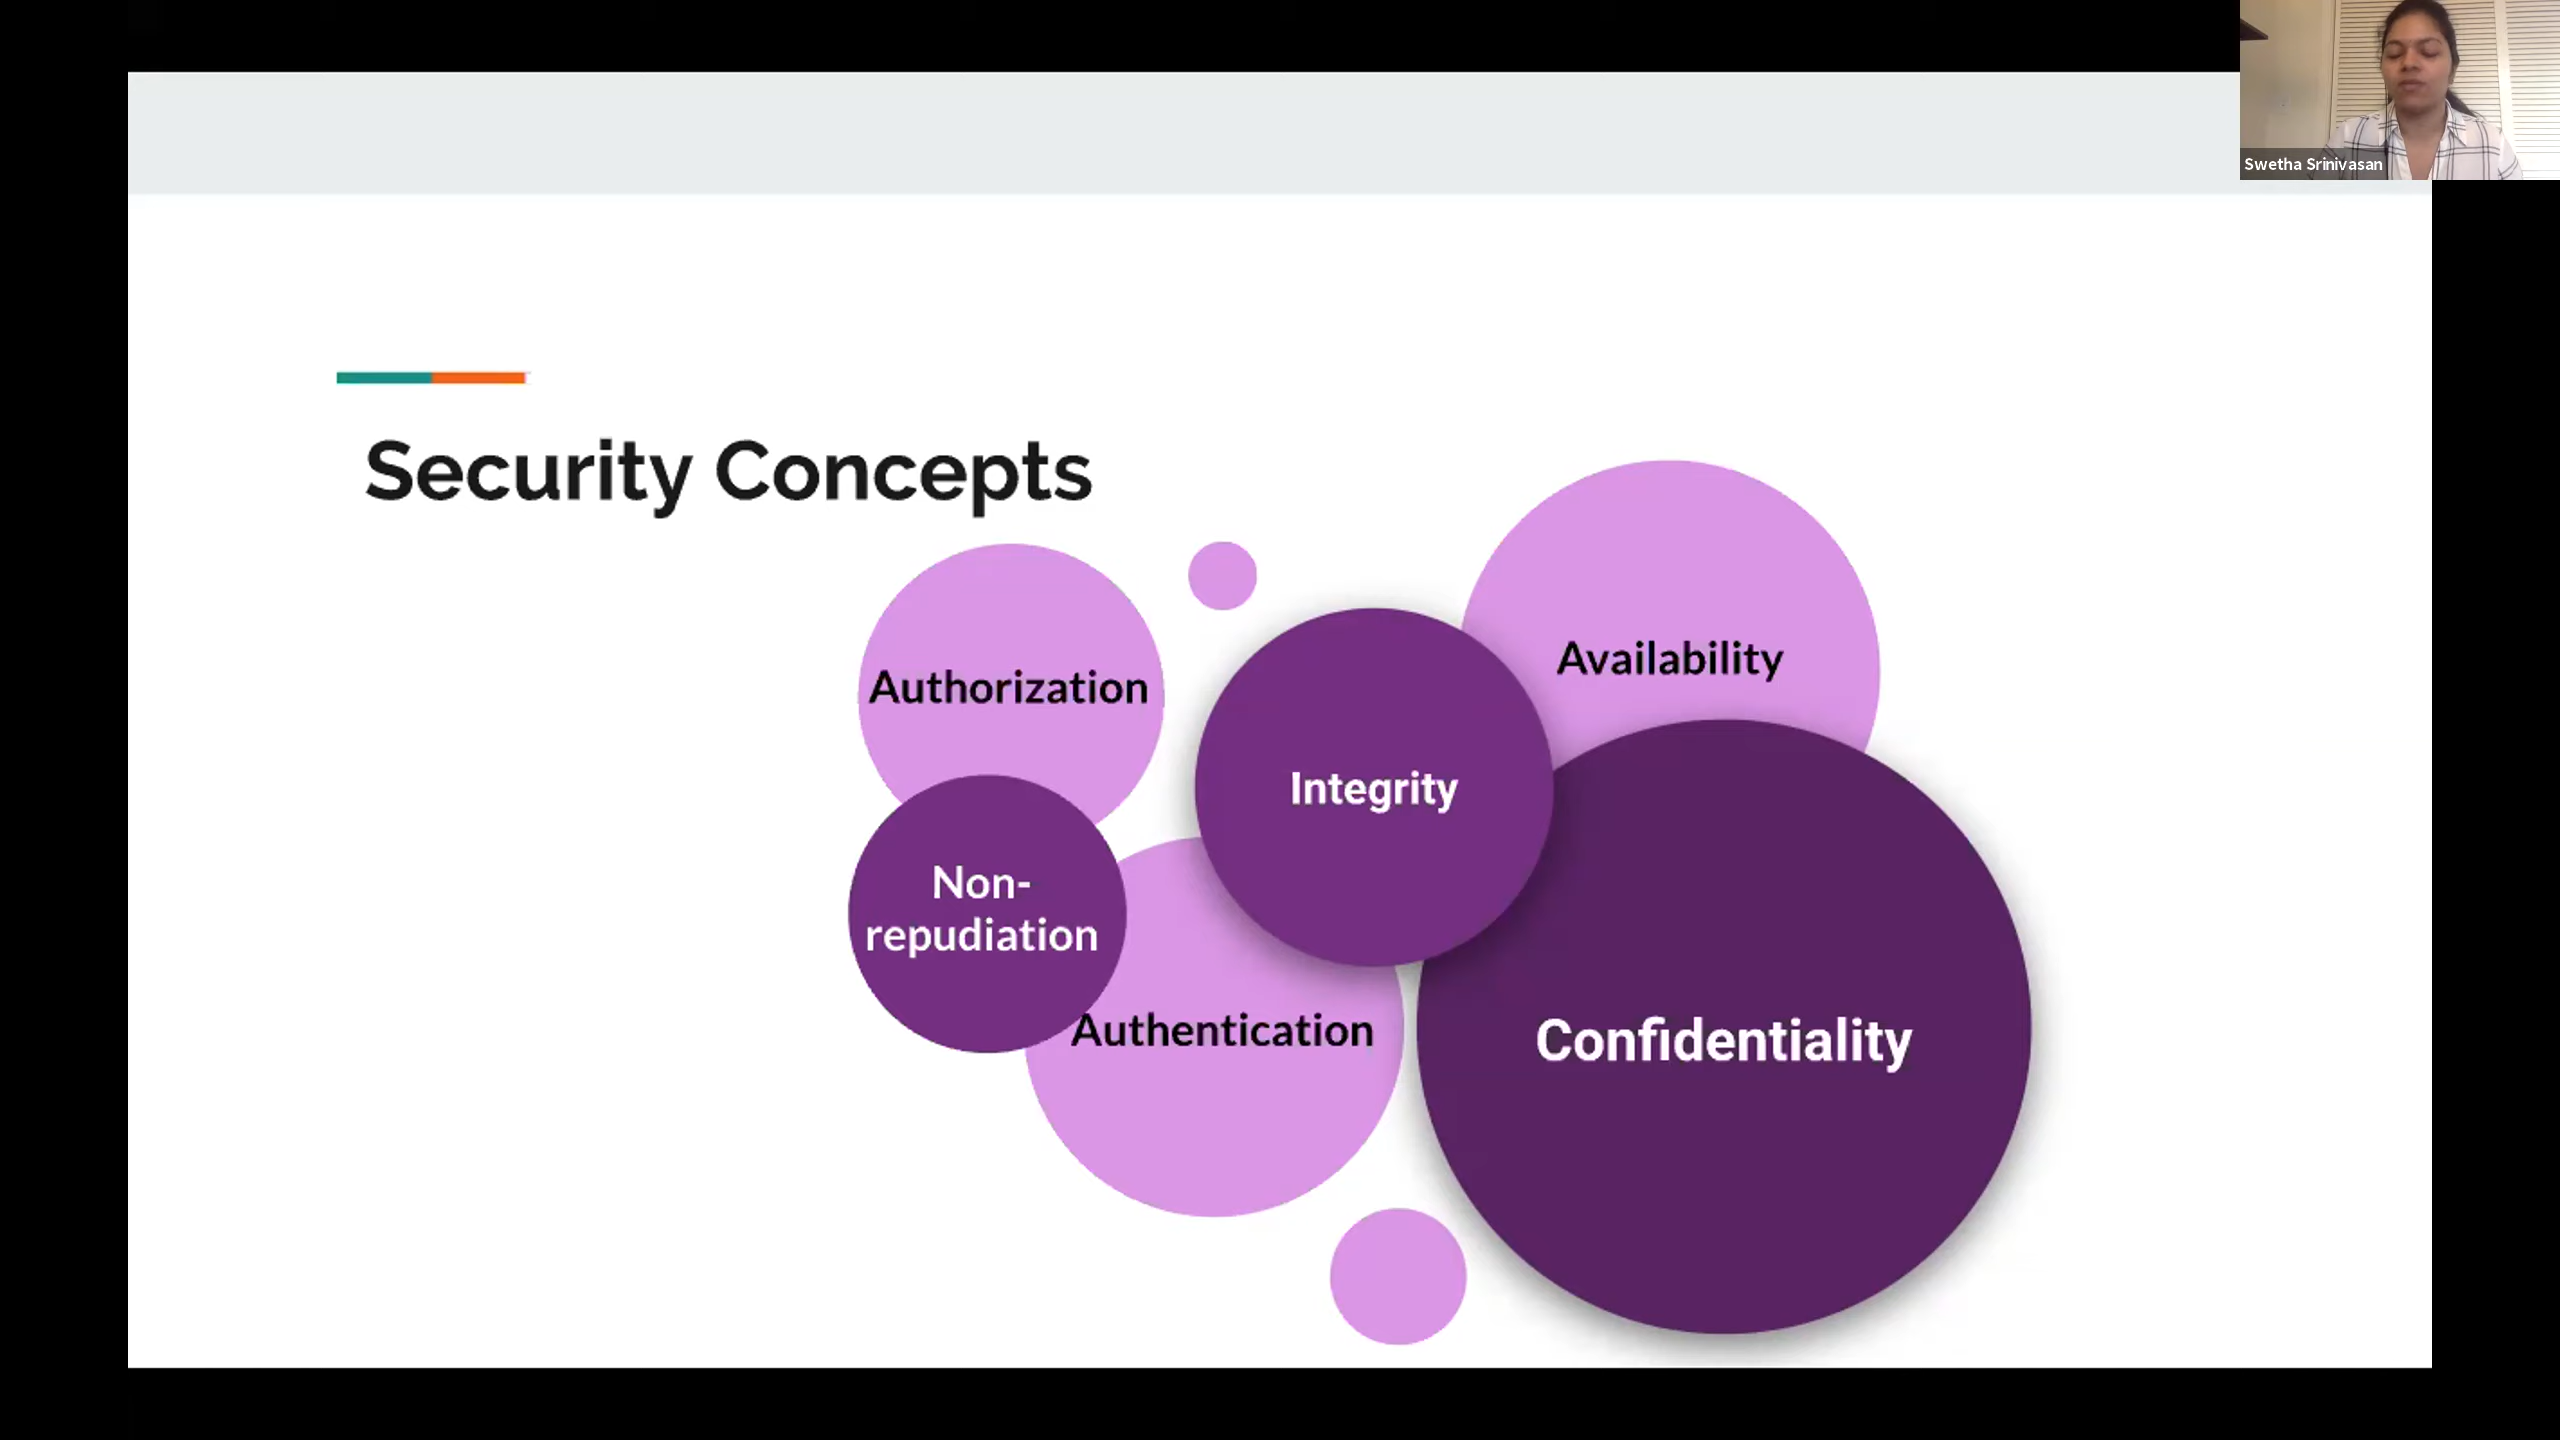 Swetha Srinivasan
Security Concepts
Authorization
Availability
Integrity
Non-
repudiation
Authentication
Confidentiality